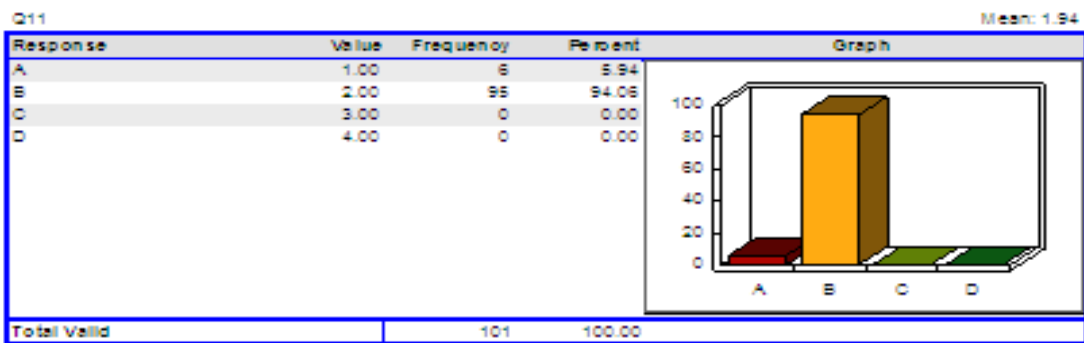 Q11 Mean: 1.94
Response Value Frequency Percent Graph
A 1.00 6 5.94
B 2.00 95 94.06
C 3.00 0 0.00
D 4.00 0 0.00
100
80
60
40
20
0
A B C D
Total Valid 101 100.00